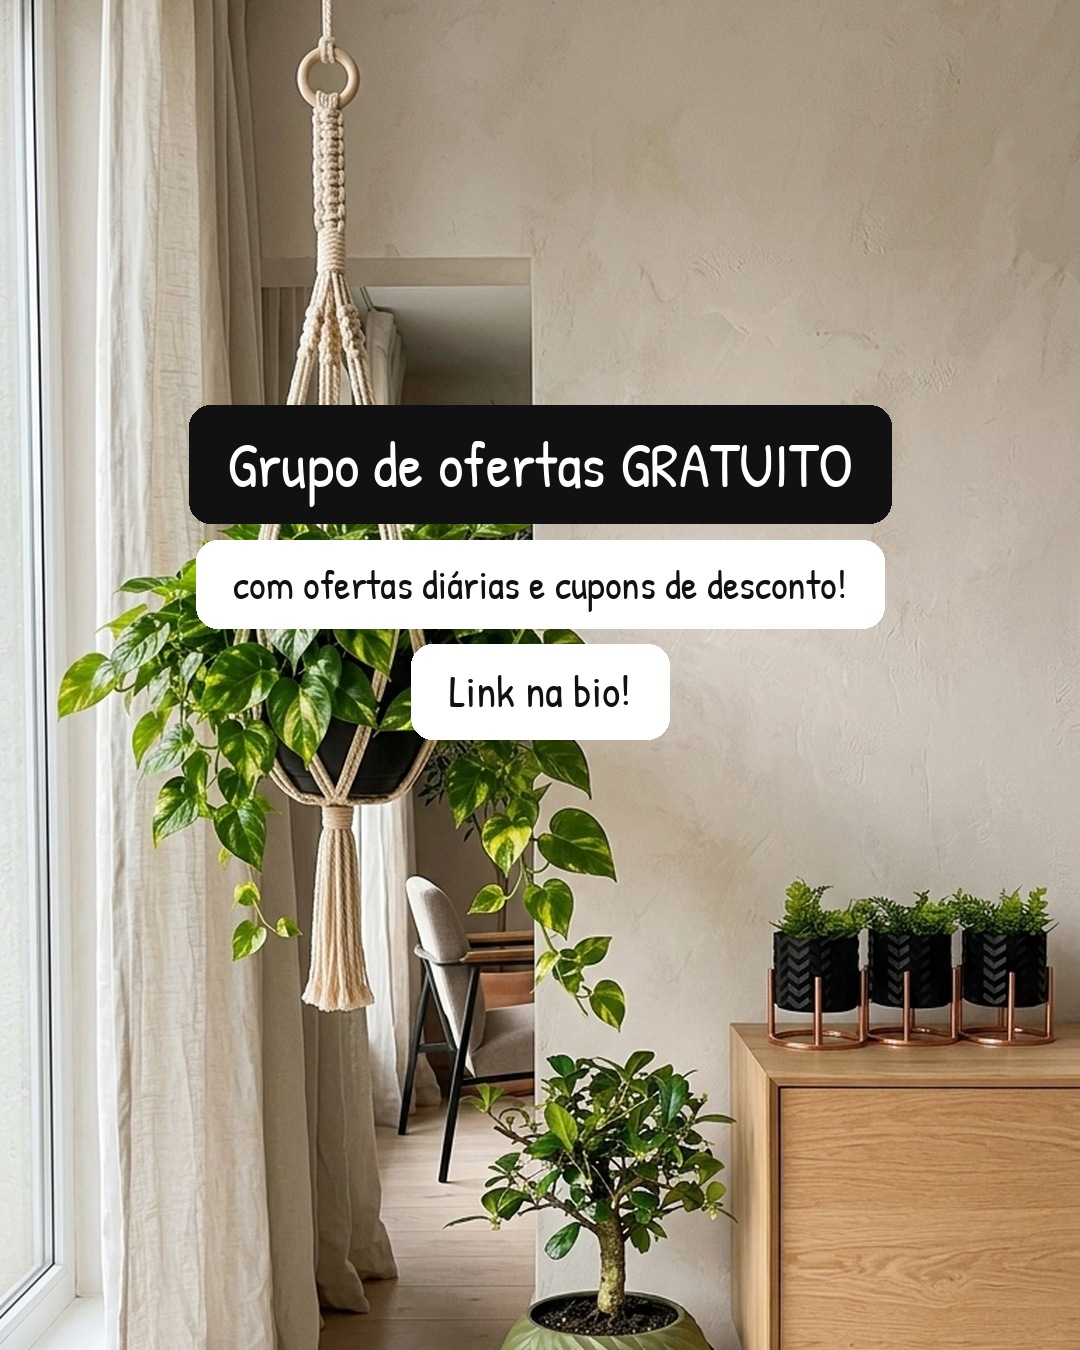 Grupo de ofertas GRATUITO
com ofertas diárias e cupons de desconto!
Link na bio!